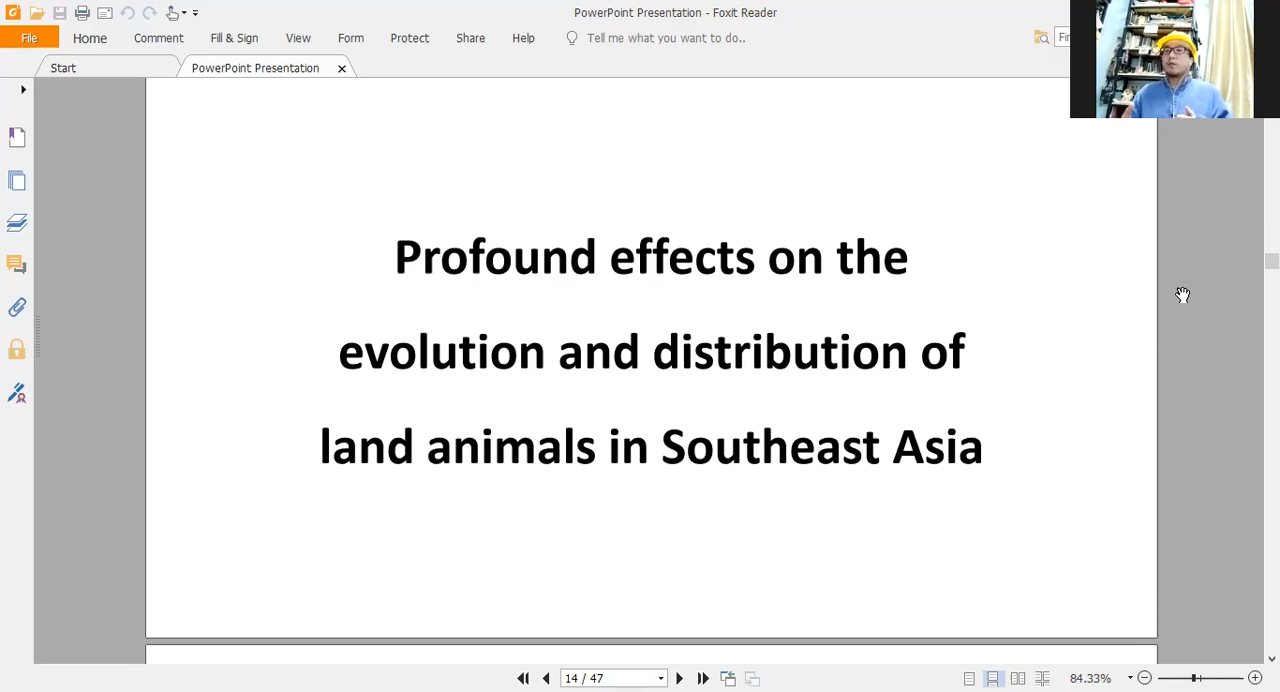 PowerPoint Presentation - Foxit Reader
File Home Comment Fill & Sign View Form Protect Share Help Tell me what you want to do..
Start PowerPoint Presentation
Profound effects on the
evolution and distribution of
land animals in Southeast Asia
14 / 47 84.33%